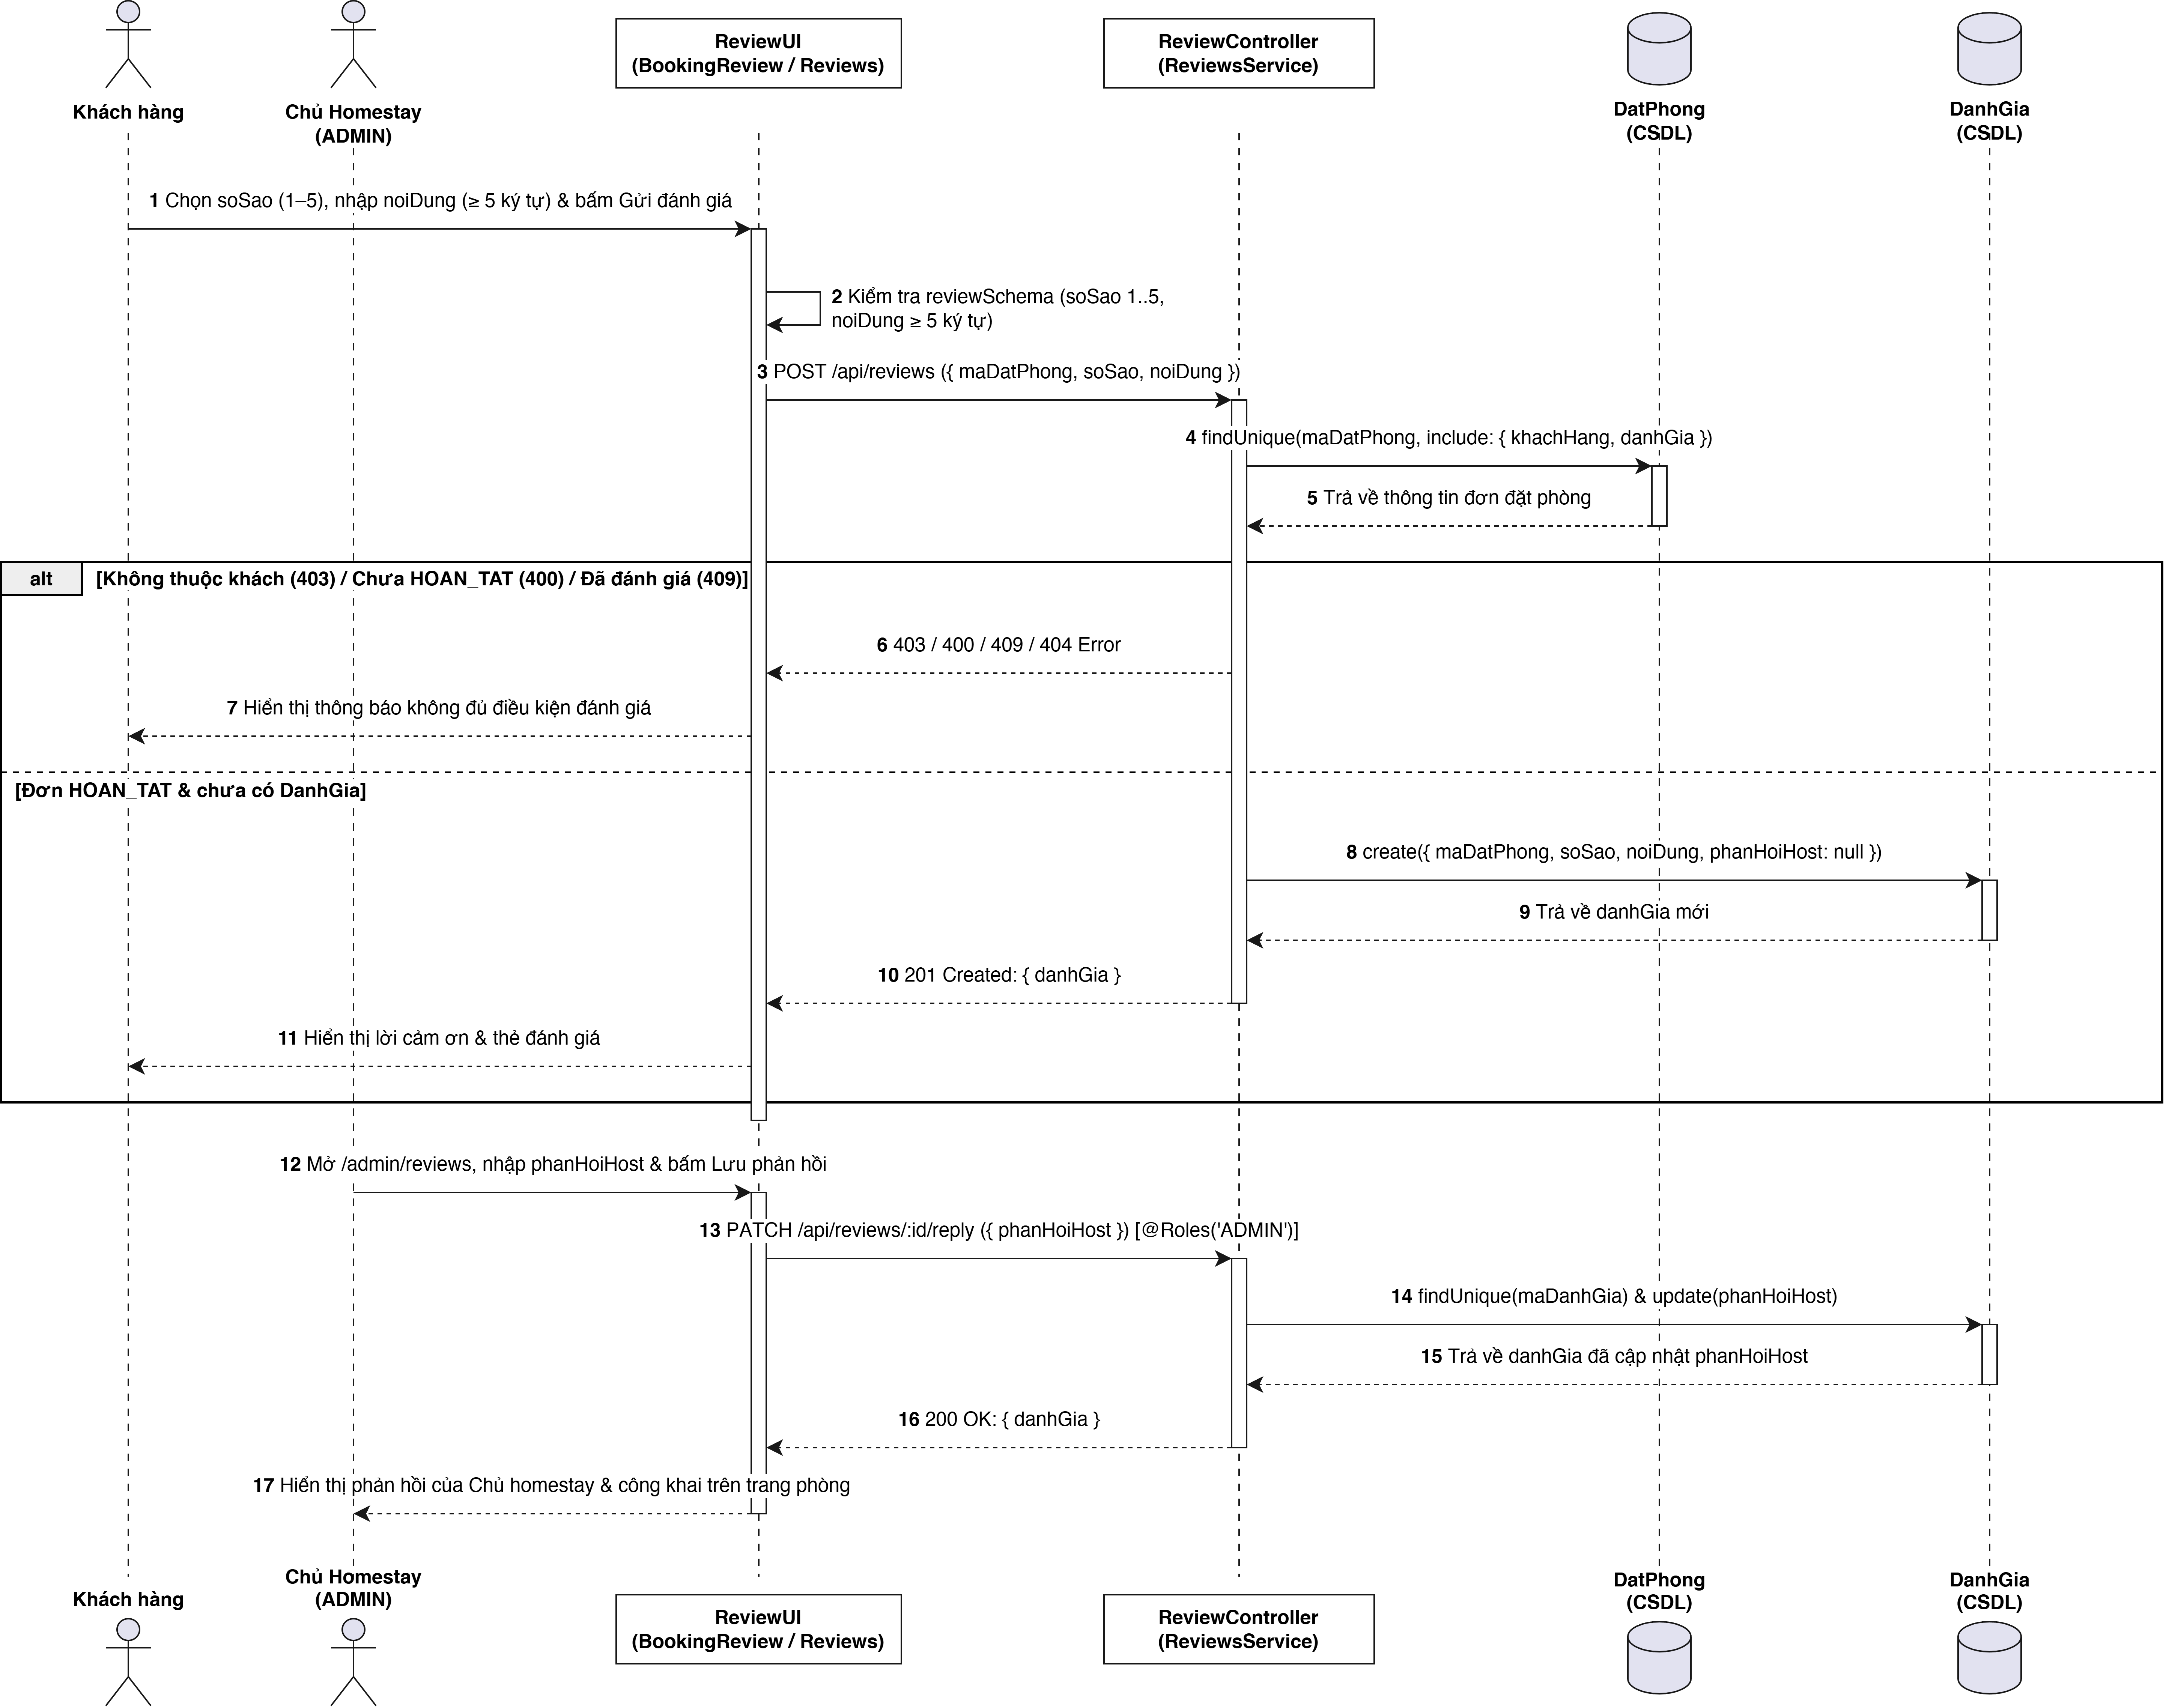 Khách hàng
Chủ Homestay
(ADMIN)
ReviewUI
(BookingReview / Reviews)
ReviewController
(ReviewsService)
DatPhong
(CSDL)
DanhGia
(CSDL)
1 Chọn soSao (1–5), nhập noiDung (≥ 5 ký tự) & bấm Gửi đánh giá
2 Kiểm tra reviewSchema (soSao 1..5,
noiDung ≥ 5 ký tự)
3 POST /api/reviews ({ maDatPhong, soSao, noiDung })
4 findUnique(maDatPhong, include: { khachHang, danhGia })
5 Trả về thông tin đơn đặt phòng
alt [Không thuộc khách (403) / Chưa HOAN_TAT (400) / Đã đánh giá (409)]
6 403 / 400 / 409 / 404 Error
7 Hiển thị thông báo không đủ điều kiện đánh giá
[Đơn HOAN_TAT & chưa có DanhGia]
8 create({ maDatPhong, soSao, noiDung, phanHoiHost: null })
9 Trả về danhGia mới
10 201 Created: { danhGia }
11 Hiển thị lời cảm ơn & thẻ đánh giá
12 Mở /admin/reviews, nhập phanHoiHost & bấm Lưu phản hồi
13 PATCH /api/reviews/:id/reply ({ phanHoiHost }) [@Roles('ADMIN')]
14 findUnique(maDanhGia) & update(phanHoiHost)
15 Trả về danhGia đã cập nhật phanHoiHost
16 200 OK: { danhGia }
17 Hiển thị phản hồi của Chủ homestay & công khai trên trang phòng
Khách hàng
Chủ Homestay
(ADMIN)
ReviewUI
(BookingReview / Reviews)
ReviewController
(ReviewsService)
DatPhong
(CSDL)
DanhGia
(CSDL)